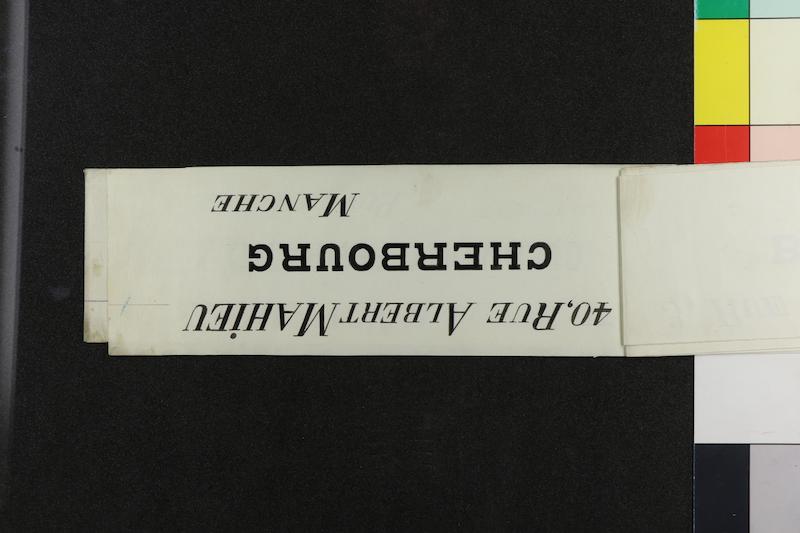 40, RUE ALBERT MAHiEU
CHERBOURG
MANCHE